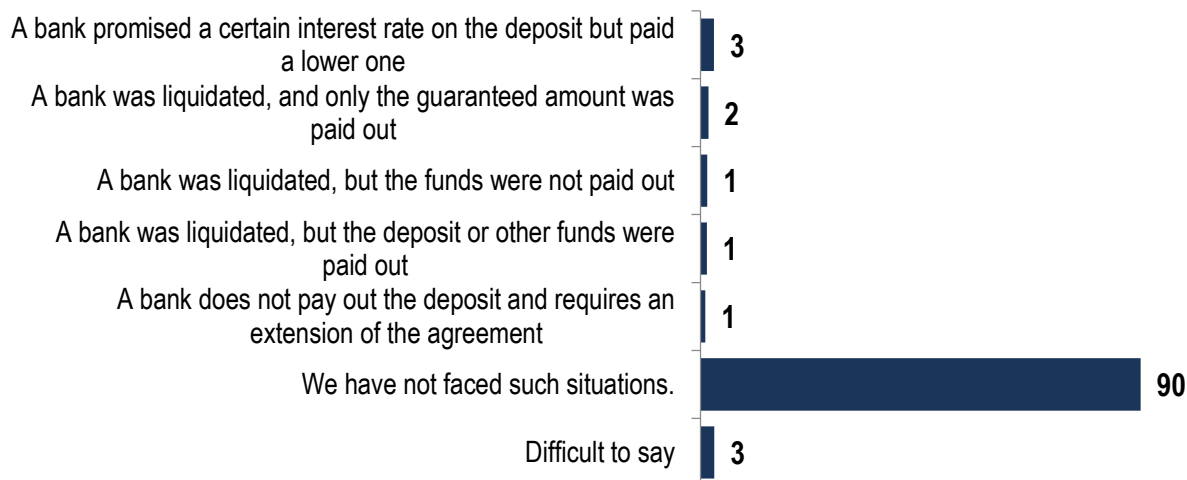 A bank promised a certain interest rate on the deposit but paid
a lower one
3
A bank was liquidated, and only the guaranteed amount was
paid out
2
A bank was liquidated, but the funds were not paid out
1
A bank was liquidated, but the deposit or other funds were
paid out
1
A bank does not pay out the deposit and requires an
extension of the agreement
1
We have not faced such situations.
90
Difficult to say
3